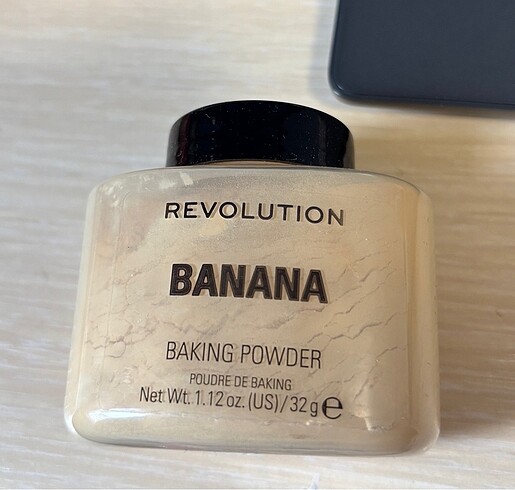 REVOLUTION
BANANA
BAKING POWDER
POUDRE DE BAKING
Net Wt. 1.12 oz. (US)/32 g ℮